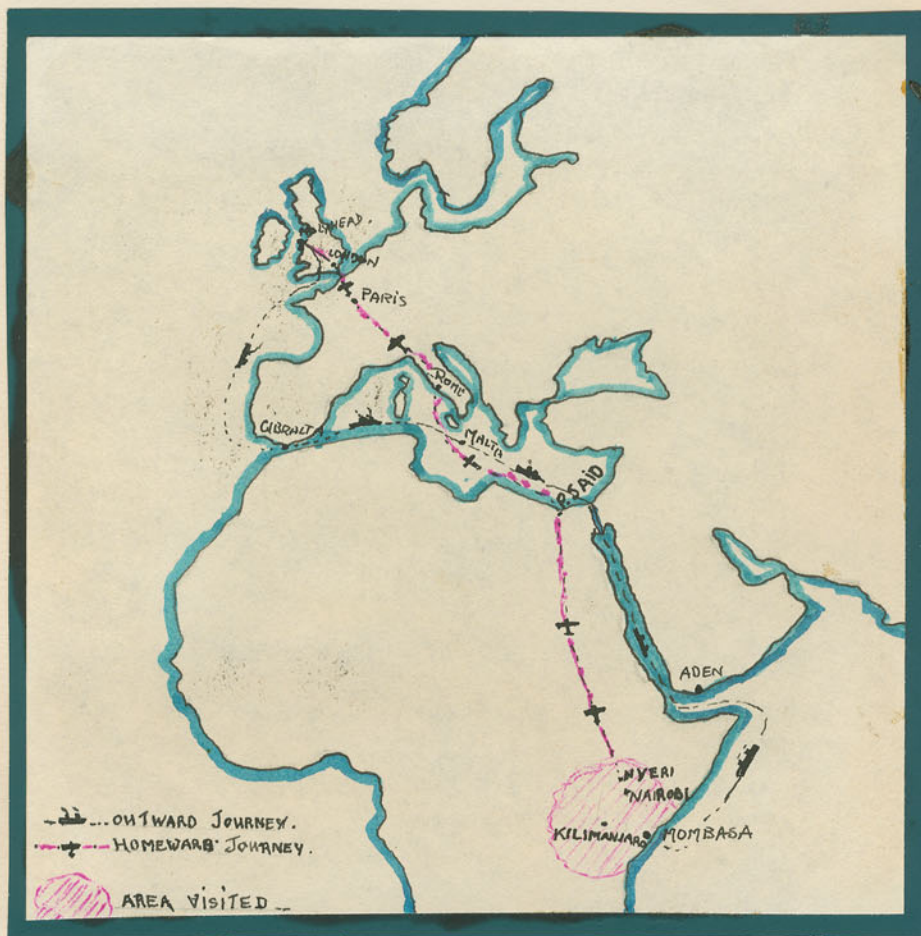 B'HEAD.
LONDON
PARIS
ROME
GIBRALTA
MALTA
P. SAID
ADEN
NYERI
NAIROBI
KILIMANJARO MOMBASA
OUTWARD JOURNEY.
HOMEWARD JOURNEY.
AREA VISITED